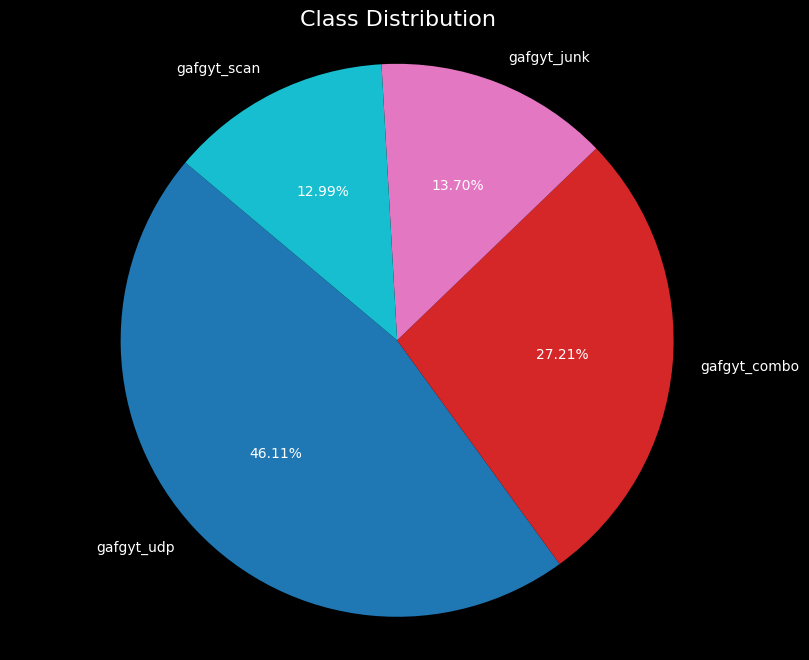 Class Distribution
gafgyt_junk
gafgyt_scan
13.70%
12.99%
27.21%
gafgyt_combo
46.11%
gafgyt_udp